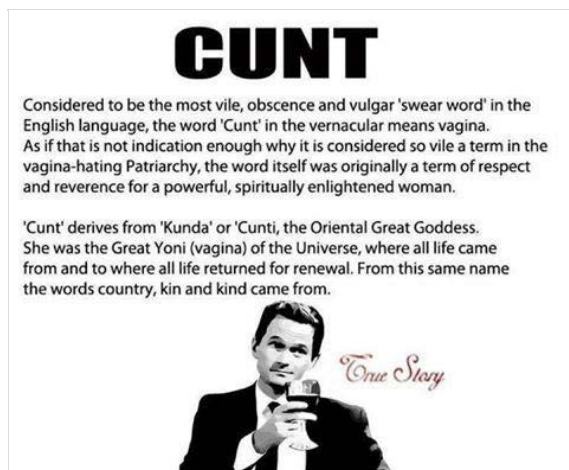 CUNT
Considered to be the most vile, obscence and vulgar 'swear word' in the
English language, the word 'Cunt' in the vernacular means vagina.
As if that is not indication enough why it is considered so vile a term in the
vagina-hating Patriarchy, the word itself was originally a term of respect
and reverence for a powerful, spiritually enlightened woman.
'Cunt' derives from 'Kunda' or 'Cunti, the Oriental Great Goddess.
She was the Great Yoni (vagina) of the Universe, where all life came
from and to where all life returned for renewal. From this same name
the words country, kin and kind came from.
True Story